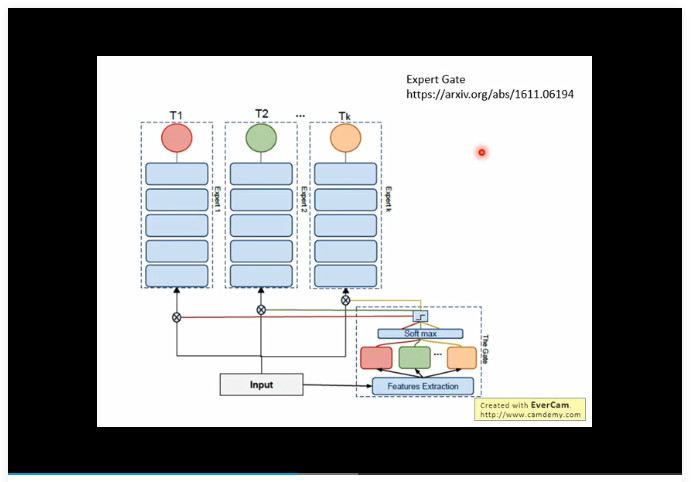 Expert Gate
https://arxiv.org/abs/1611.06194
T1
T2
...
Tk
Expert 1
Expert 2
Expert k
Soft max
...
The Gate
Input
Features Extraction
Created with EverCam.
http://www.camdemy.com